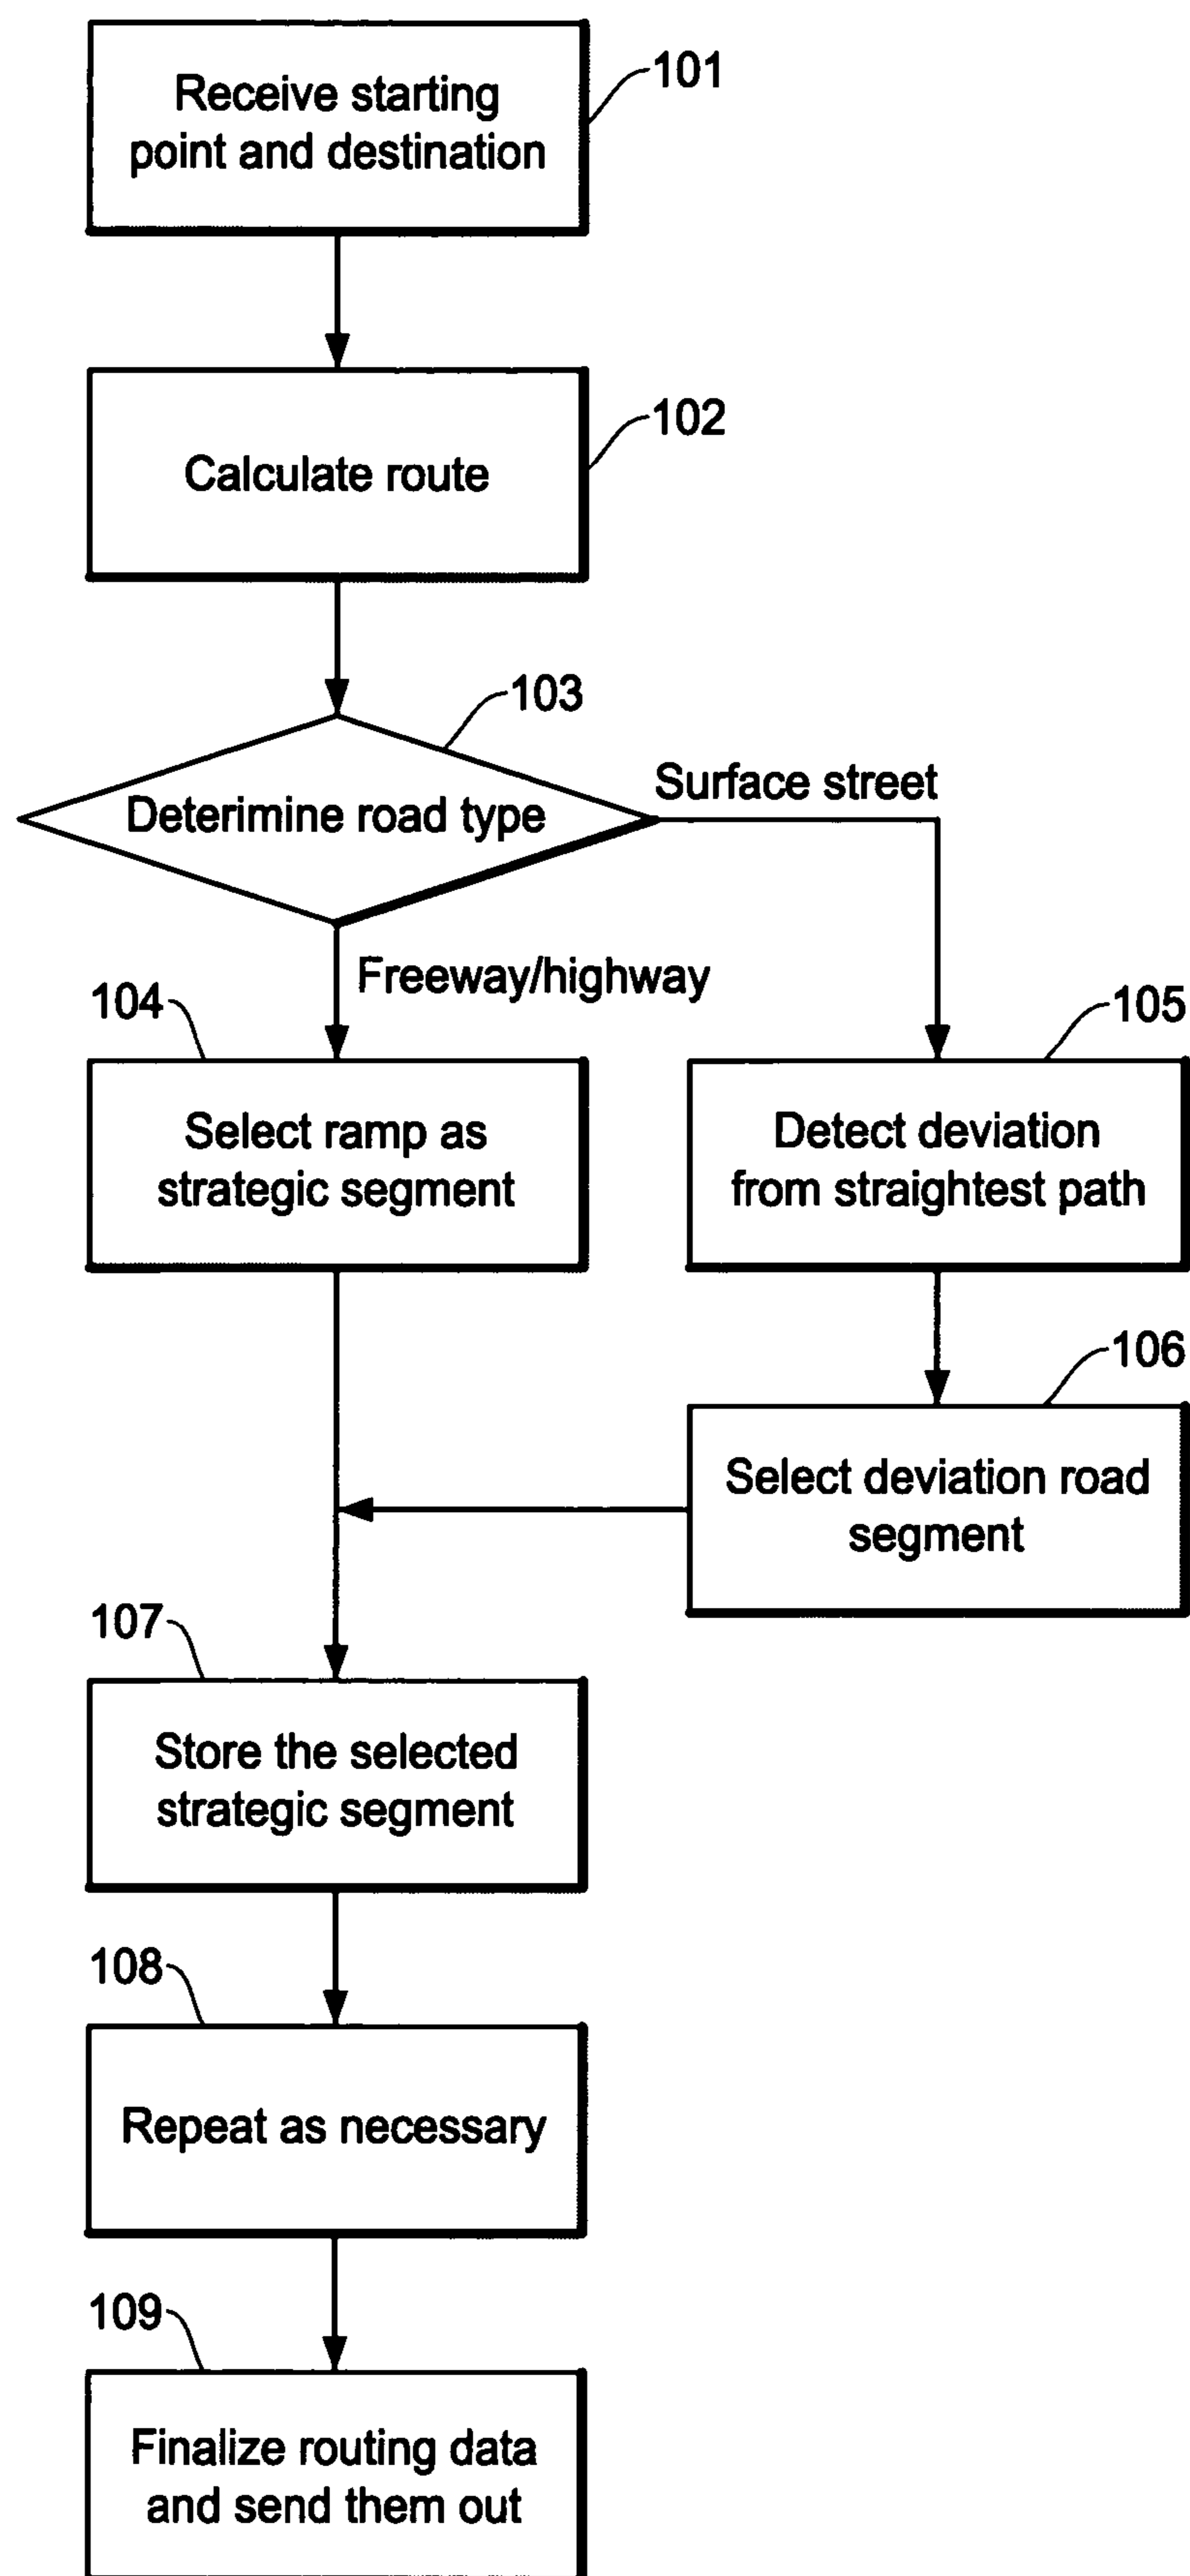 Receive starting
point and destination
101
Calculate route
102
103
Deterimine road type
Surface street
Freeway/highway
104
Select ramp as
strategic segment
105
Detect deviation
from straightest path
106
Select deviation road
segment
107
Store the selected
strategic segment
108
Repeat as necessary
109
Finalize routing data
and send them out